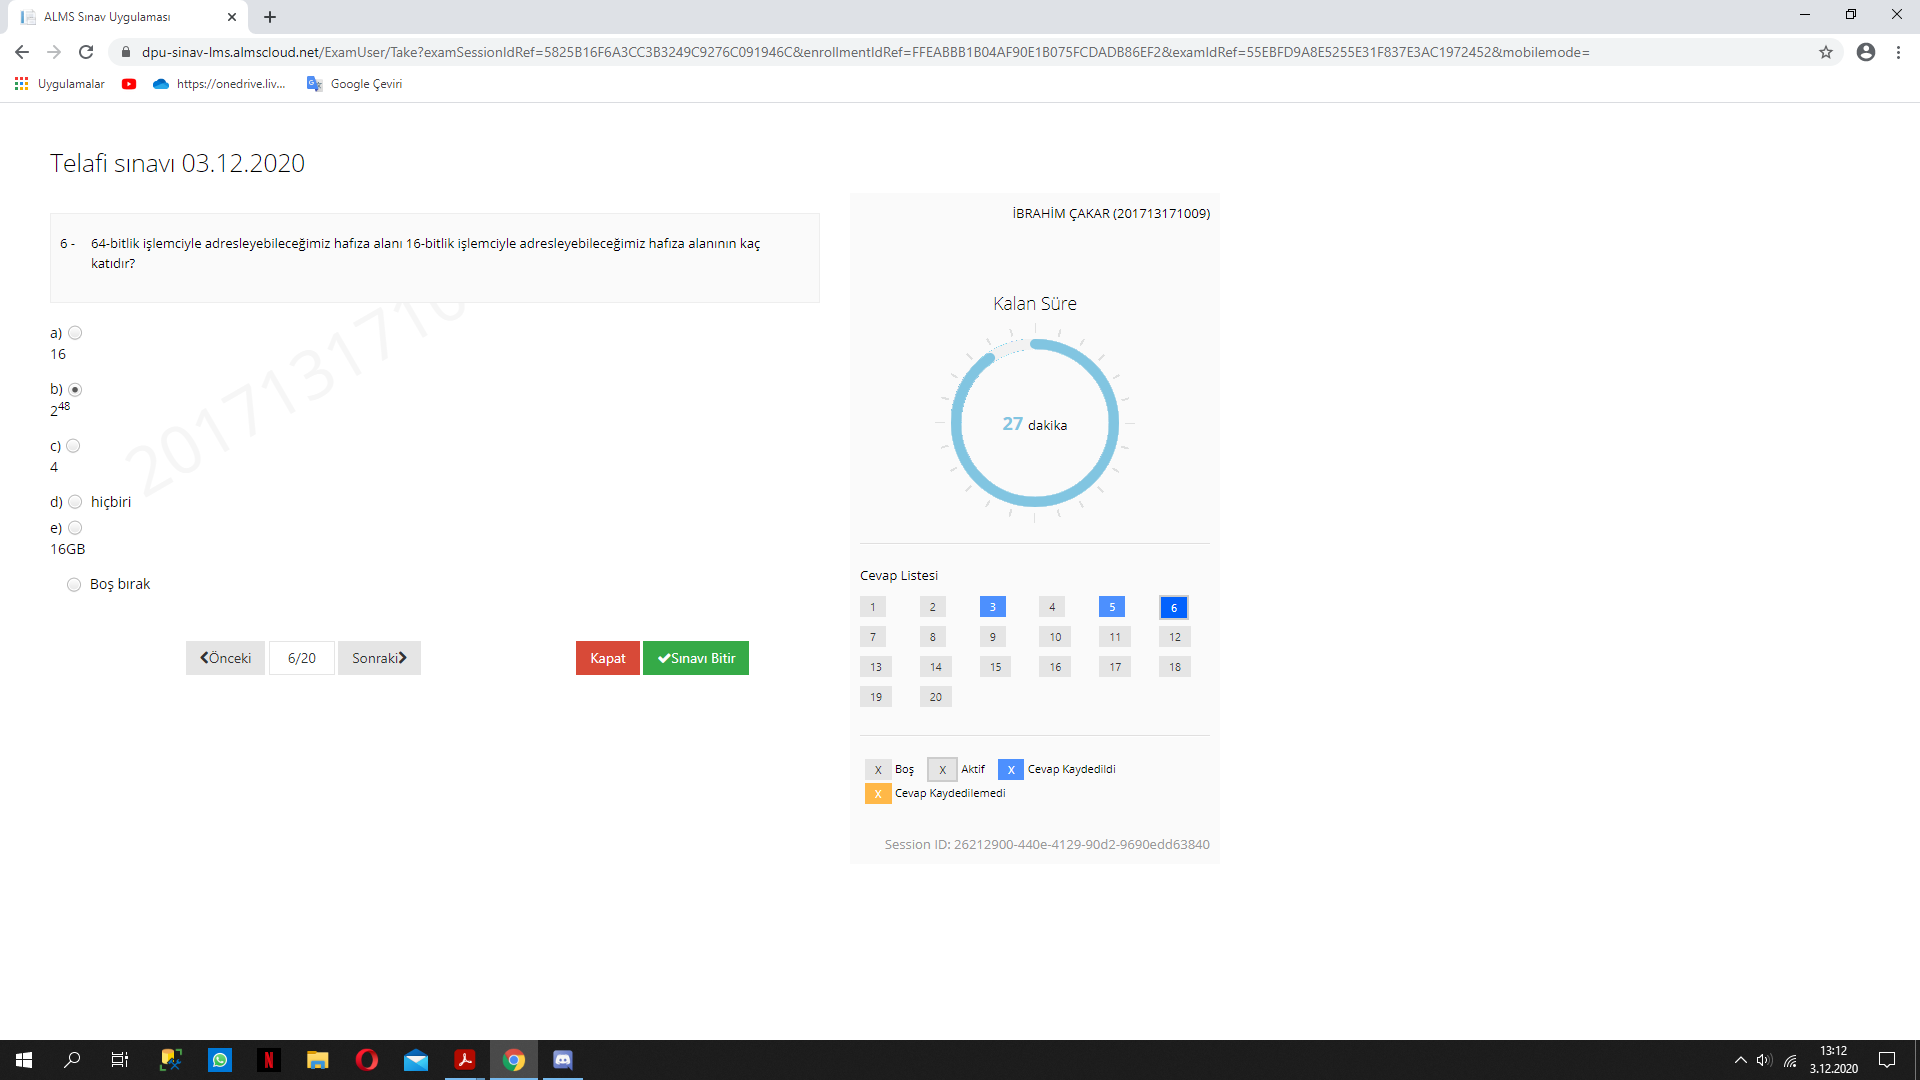 ALMS Sınav Uygulaması
dpu-sinav-lms.almscloud.net/ExamUser/Take?examSessionIdRef=5825B16F6A3CC3B3249C9276C091946C&enrollmentIdRef=FFEABBB1B04AF90E1B075FCDADB86EF2&examIdRef=55EBFD9A8E5255E31F837E3AC1972452&mobilemode=
Uygulamalar https://onedrive.liv... Google Çeviri
Telafi sınavı 03.12.2020
İBRAHİM ÇAKAR (201713171009)
6 - 64-bitlik işlemciyle adresleyebileceğimiz hafıza alanı 16-bitlik işlemciyle adresleyebileceğimiz hafıza alanının kaç
katıdır?
a)
16
b)
2^48
c)
4
d) hiçbiri
e)
16GB
Boş bırak
Önceki 6/20 Sonraki Kapat Sınavı Bitir
2017131710
Kalan Süre
27 dakika
Cevap Listesi
1 2 3 4 5 6
7 8 9 10 11 12
13 14 15 16 17 18
19 20
X Boş X Aktif X Cevap Kaydedildi
X Cevap Kaydedilemedi
Session ID: 26212900-440e-4129-90d2-9690edd63840
13:12
3.12.2020